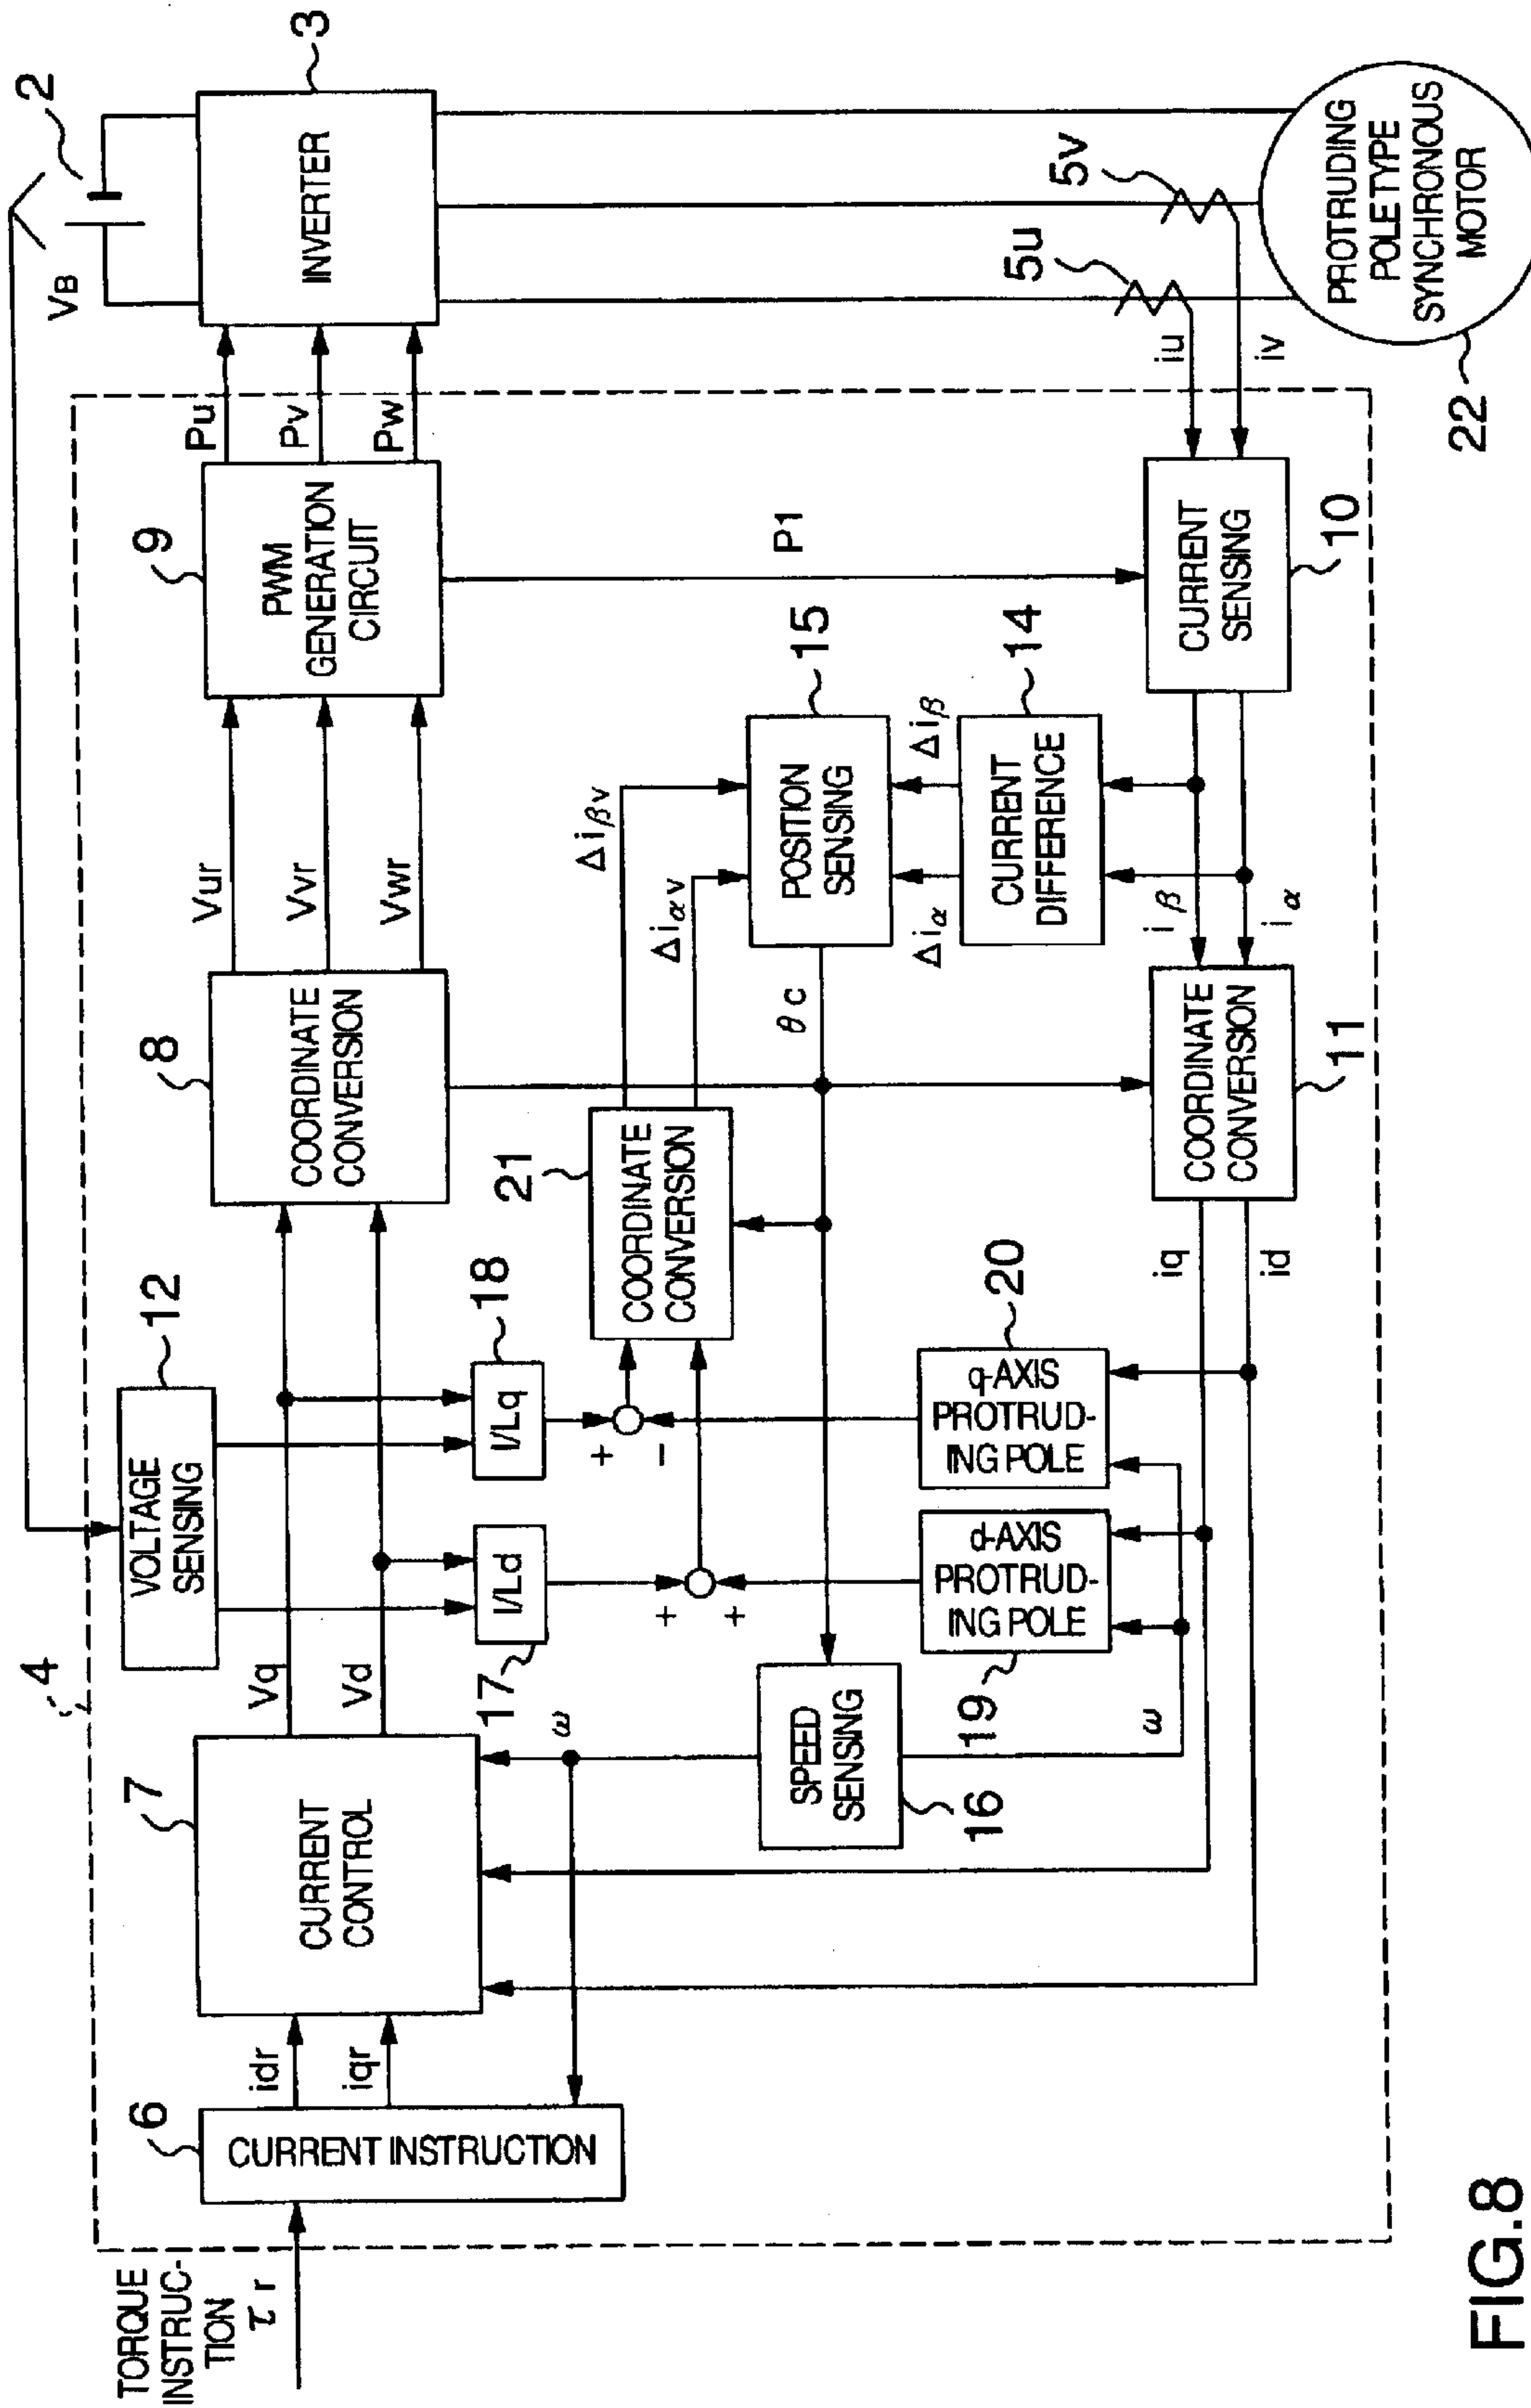 TORQUE
INSTRUC-
TION
τr
6
CURRENT INSTRUCTION
idr
iqr
4
7
CURRENT
CONTROL
Vq
Vd
ω
12
VOLTAGE
SENSING
17
I/Ld
18
I/Lq
+
-
+
+
8
COORDINATE
CONVERSION
Vur
Vvr
Vwr
9
PWM
GENERATION
CIRCUIT
Pu
Pv
Pw
VB
2
INVERTER
3
21
COORDINATE
CONVERSION
Δiβv
Δiαv
15
POSITION
SENSING
θc
Δiβ
Δiα
14
CURRENT
DIFFERENCE
P1
SPEED
SENSING
16
ω
19
d-AXIS
PROTRUD-
ING POLE
20
q-AXIS
PROTRUD-
ING POLE
iq
id
COORDINATE
CONVERSION
11
iβ
iα
CURRENT
SENSING
10
iu
iv
5u
5v
PROTRUDING
POLE TYPE
SYNCHRONOUS
MOTOR
22
FIG.8